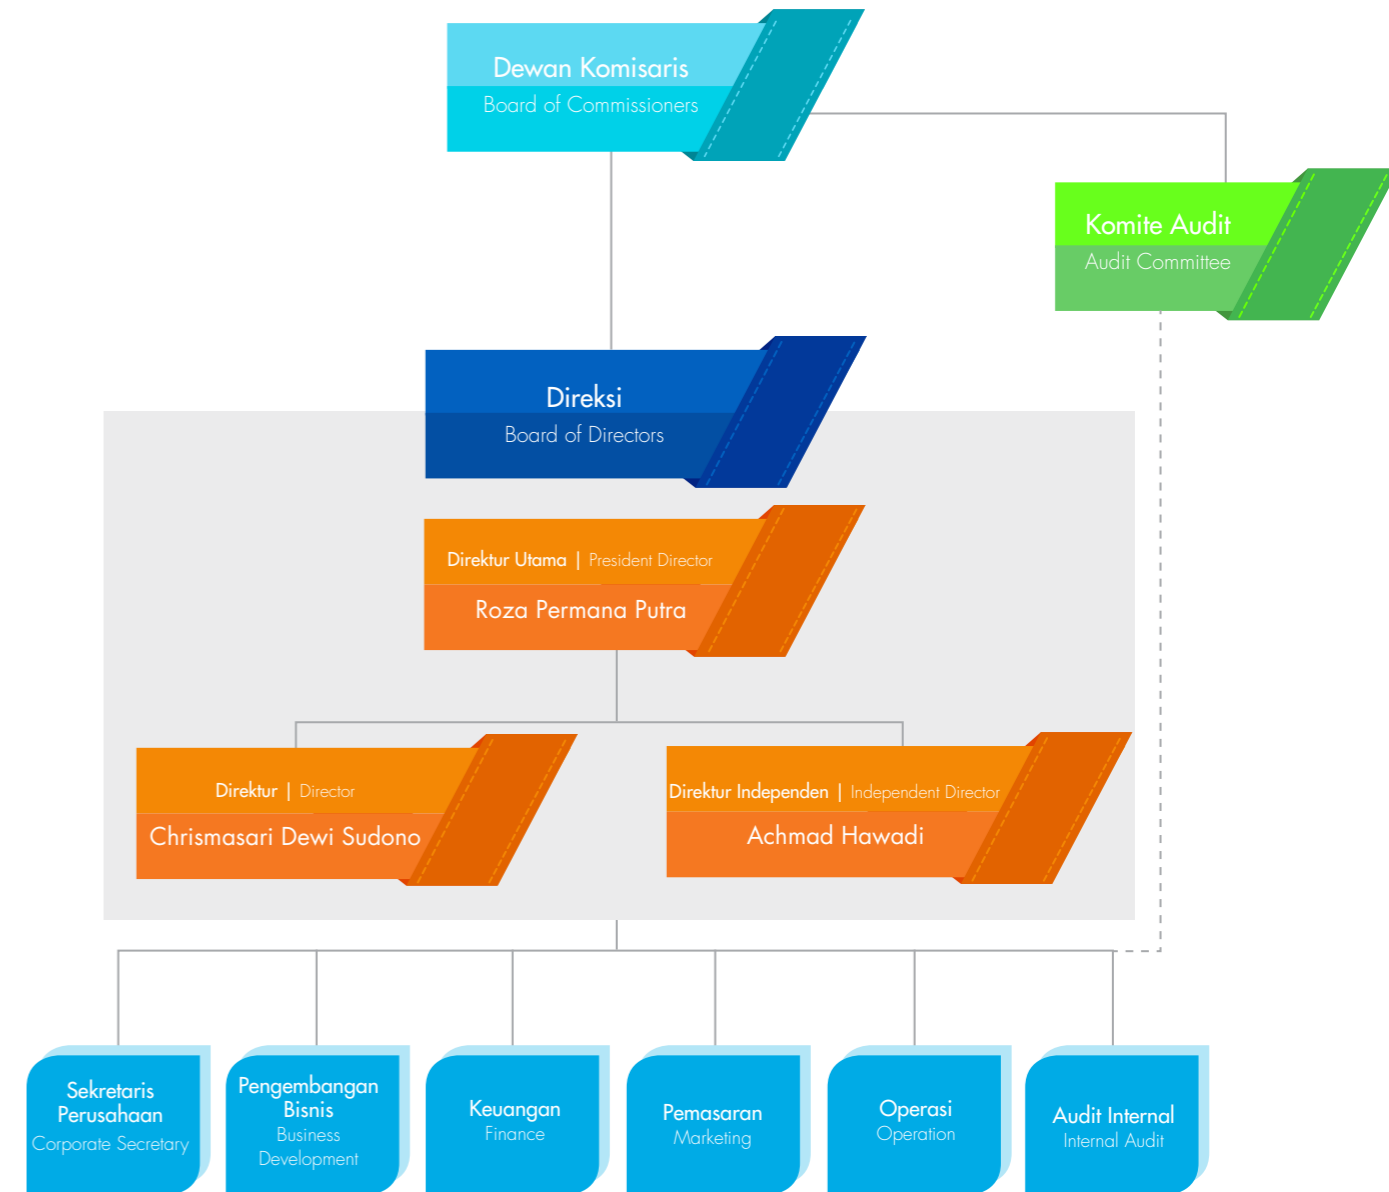 Dewan Komisaris
Board of Commissioners
Komite Audit
Audit Committee
Direksi
Board of Directors
Direktur Utama | President Director
Roza Permana Putra
Direktur | Director
Chrismasari Dewi Sudono
Direktur Independen | Independent Director
Achmad Hawadi
Sekretaris
Perusahaan
Corporate Secretary
Pengembangan
Bisnis
Business
Development
Keuangan
Finance
Pemasaran
Marketing
Operasi
Operation
Audit Internal
Internal Audit